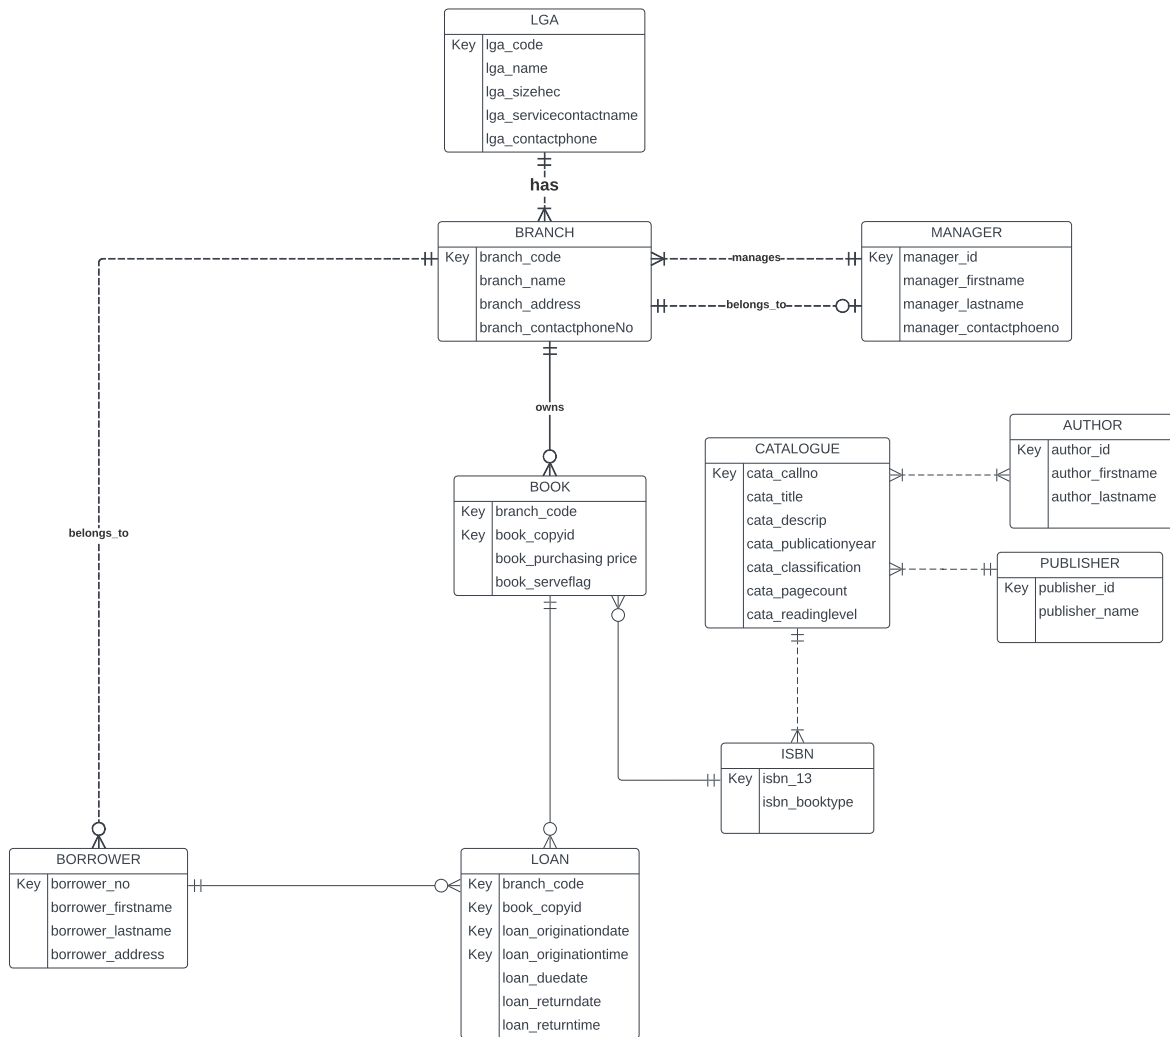 LGA
Key lga_code
lga_name
lga_sizehec
lga_servicecontactname
lga_contactphone
has
BRANCH
Key branch_code
branch_name
branch_address
branch_contactphoneNo
manages
belongs_to
MANAGER
Key manager_id
manager_firstname
manager_lastname
manager_contactphoeno
owns
belongs_to
BOOK
Key branch_code
Key book_copyid
book_purchasing price
book_serveflag
CATALOGUE
Key cata_callno
cata_title
cata_descrip
cata_publicationyear
cata_classification
cata_pagecount
cata_readinglevel
AUTHOR
Key author_id
author_firstname
author_lastname
PUBLISHER
Key publisher_id
publisher_name
ISBN
Key isbn_13
isbn_booktype
BORROWER
Key borrower_no
borrower_firstname
borrower_lastname
borrower_address
LOAN
Key branch_code
Key book_copyid
Key loan_originationdate
Key loan_originationtime
loan_duedate
loan_returndate
loan_returntime